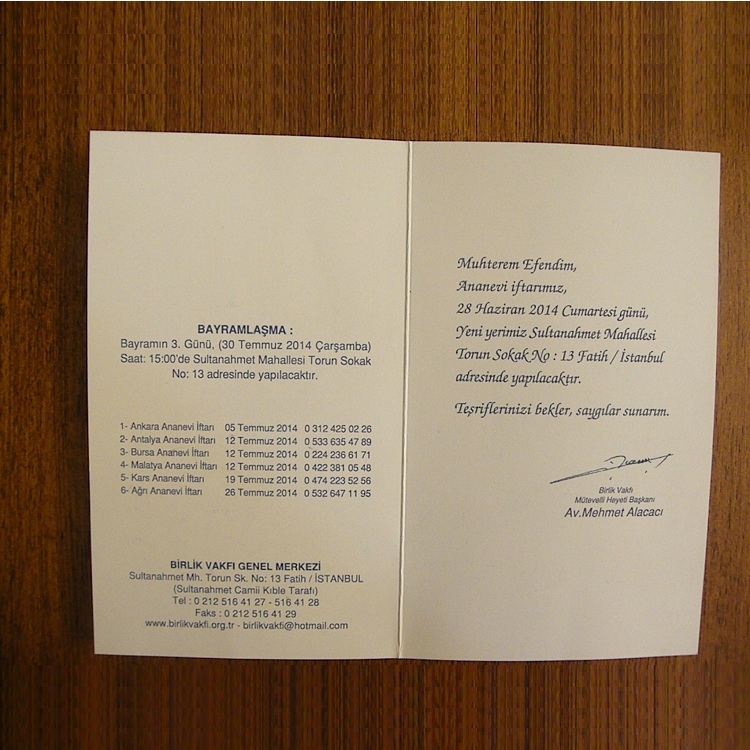 BAYRAMLAŞMA :
Bayramın 3. Günü, (30 Temmuz 2014 Çarşamba)
Saat: 15:00'de Sultanahmet Mahallesi Torun Sokak
No: 13 adresinde yapılacaktır.
1- Ankara Ananevi İftarı 05 Temmuz 2014 0 312 425 02 26
2- Antalya Ananevi İftarı 12 Temmuz 2014 0 533 635 47 89
3- Bursa Ananevi İftarı 12 Temmuz 2014 0 224 236 61 71
4- Malatya Ananevi İftarı 12 Temmuz 2014 0 422 381 05 48
5- Kars Ananevi İftarı 19 Temmuz 2014 0 474 223 52 56
6- Ağrı Ananevi İftarı 26 Temmuz 2014 0 532 647 11 95
BİRLİK VAKFI GENEL MERKEZİ
Sultanahmet Mh. Torun Sk. No: 13 Fatih / İSTANBUL
(Sultanahmet Camii Kıble Tarafı)
Tel : 0 212 516 41 27 - 516 41 28
Faks : 0 212 516 41 29
www.birlikvakfi.org.tr - birlikvakfi@hotmail.com
Muhterem Efendim,
Ananevi iftarımız,
28 Haziran 2014 Cumartesi günü,
Yeni yerimiz Sultanahmet Mahallesi
Torun Sokak No : 13 Fatih / İstanbul
adresinde yapılacaktır.
Teşriflerinizi bekler, saygılar sunarım.
Birlik Vakfı
Mütevelli Heyeti Başkanı
Av.Mehmet Alacacı